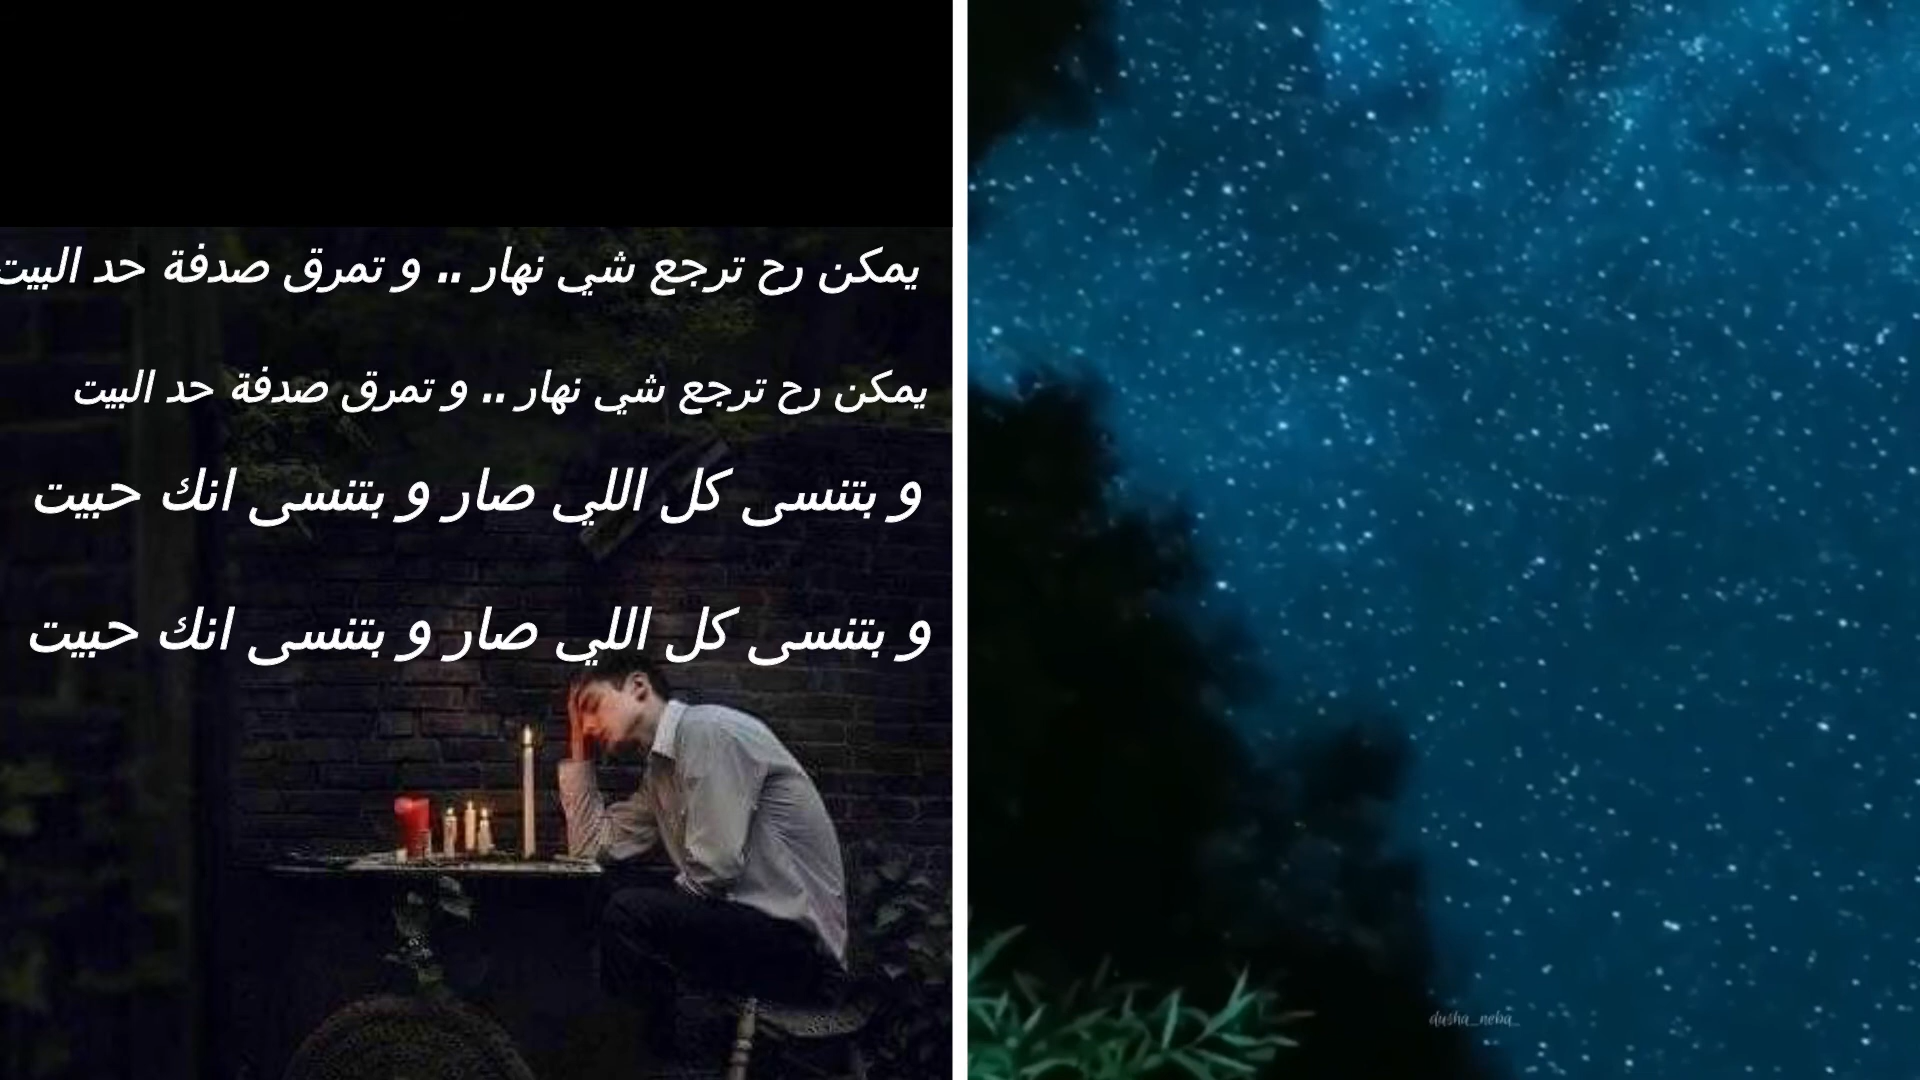 يمكن رح ترجع شي نهار .. و تمرق صدفة حد البيت
يمكن رح ترجع شي نهار .. و تمرق صدفة حد البيت
و بتنسى كل اللي صار و بتنسى انك حبيت
و بتنسى كل اللي صار و بتنسى انك حبيت
dusha_neba_